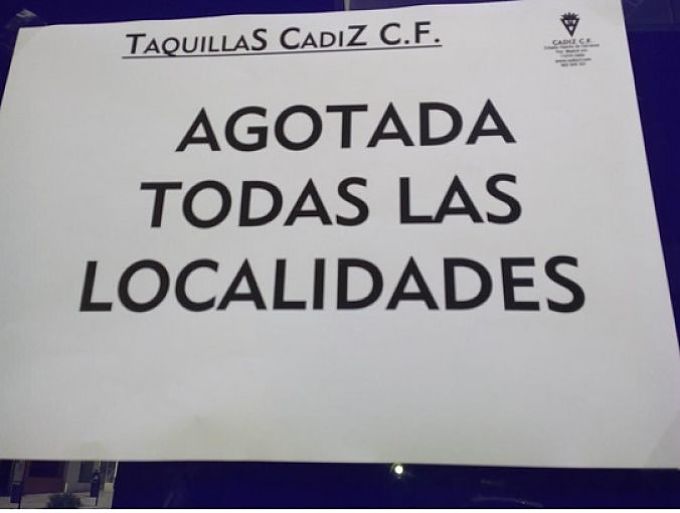 TAQUILLAS CADIZ C.F.
CADIZ C.F.
AGOTADA
TODAS LAS
LOCALIDADES